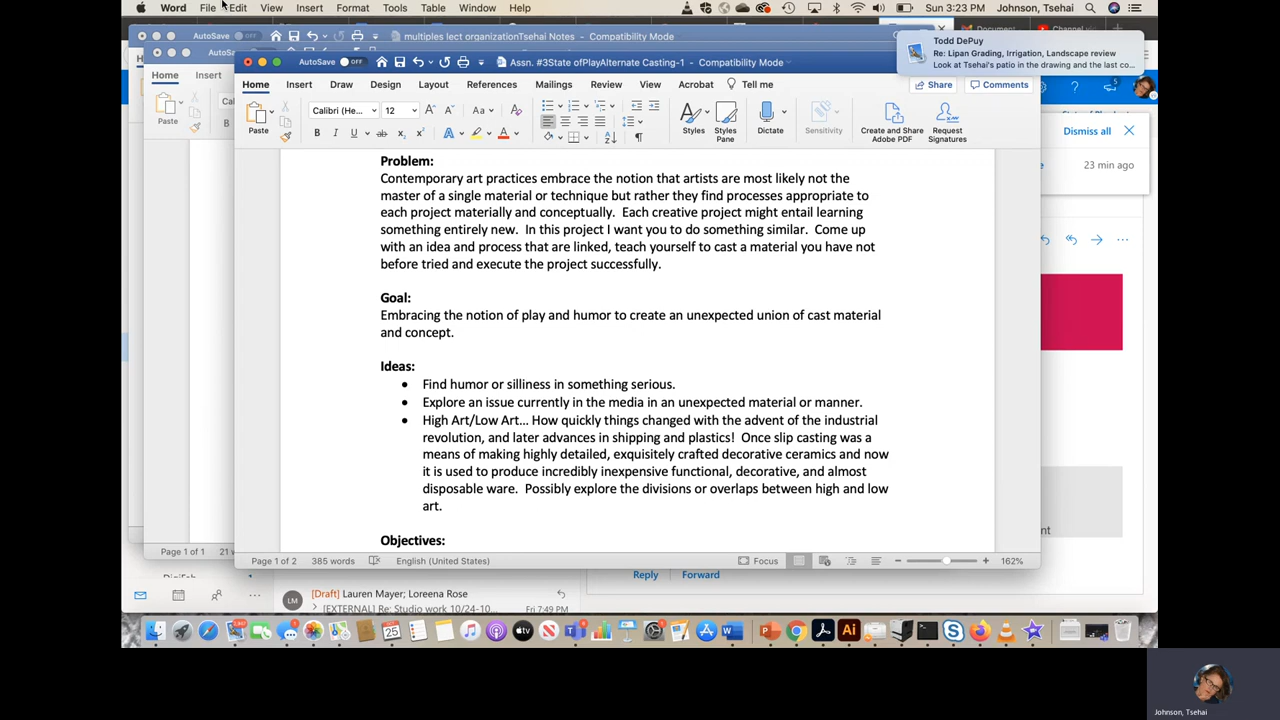 Word File Edit View Insert Format Tools Table Window Help
Sun 3:23 PM Johnson, Tsehai
AutoSave OFF multiples lect organizationTsehai Notes - Compatibility Mode
Document
AutoSave
Home Insert
Paste
Todd DePuy
Re: Lipan Grading, Irrigation, Landscape review
Look at Tsehai's patio in the drawing and the last co...
AutoSave OFF Assn. #3State ofPlayAlternate Casting-1 - Compatibility Mode
Home Insert Draw Design Layout References Mailings Review View Acrobat Tell me Share Comments
Paste
Calibri (He... 12
Styles
Styles Pane
Dictate
Sensitivity
Create and Share Adobe PDF
Request Signatures
Dismiss all
23 min ago
Problem:
Contemporary art practices embrace the notion that artists are most likely not the
master of a single material or technique but rather they find processes appropriate to
each project materially and conceptually. Each creative project might entail learning
something entirely new. In this project I want you to do something similar. Come up
with an idea and process that are linked, teach yourself to cast a material you have not
before tried and execute the project successfully.
Goal:
Embracing the notion of play and humor to create an unexpected union of cast material
and concept.
Ideas:
• Find humor or silliness in something serious.
• Explore an issue currently in the media in an unexpected material or manner.
• High Art/Low Art... How quickly things changed with the advent of the industrial
revolution, and later advances in shipping and plastics! Once slip casting was a
means of making highly detailed, exquisitely crafted decorative ceramics and now
it is used to produce incredibly inexpensive functional, decorative, and almost
disposable ware. Possibly explore the divisions or overlaps between high and low
art.
Objectives:
Page 1 of 1 21
Page 1 of 2 385 words English (United States) Focus 162%
Reply Forward
LM
[Draft] Lauren Mayer; Loreena Rose
[EXTERNAL] Re: Studio work 10/24-10... Fri 7:49 PM
25
Johnson, Tsehai